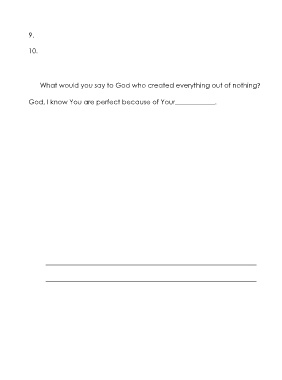 9.
10.
What would you say to God who created everything out of nothing?
God, I know You are perfect because of Your____________.